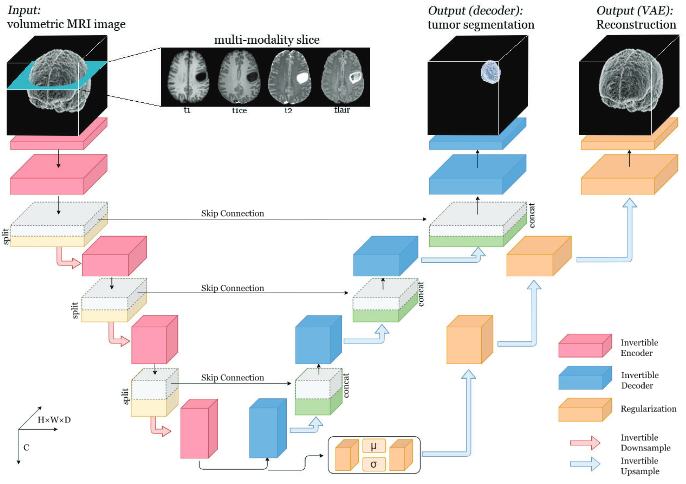 Input:
volumetric MRI image
multi-modality slice
t1
t1ce
t2
flair
Output (decoder):
tumor segmentation
Output (VAE):
Reconstruction
split
Skip Connection
concat
split
Skip Connection
concat
split
Skip Connection
concat
H×W×D
C
μ
σ
Invertible
Encoder
Invertible
Decoder
Regularization
Invertible
Downsample
Invertible
Upsample